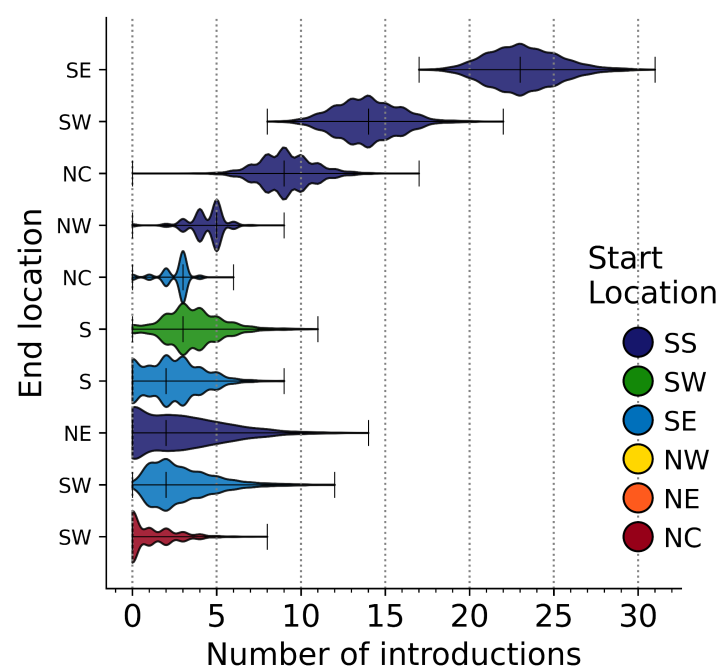 SE
SW
NC
NW
NC
S
S
NE
SW
SW
End location
0 5 10 15 20 25 30
Number of introductions
Start
Location
SS
SW
SE
NW
NE
NC